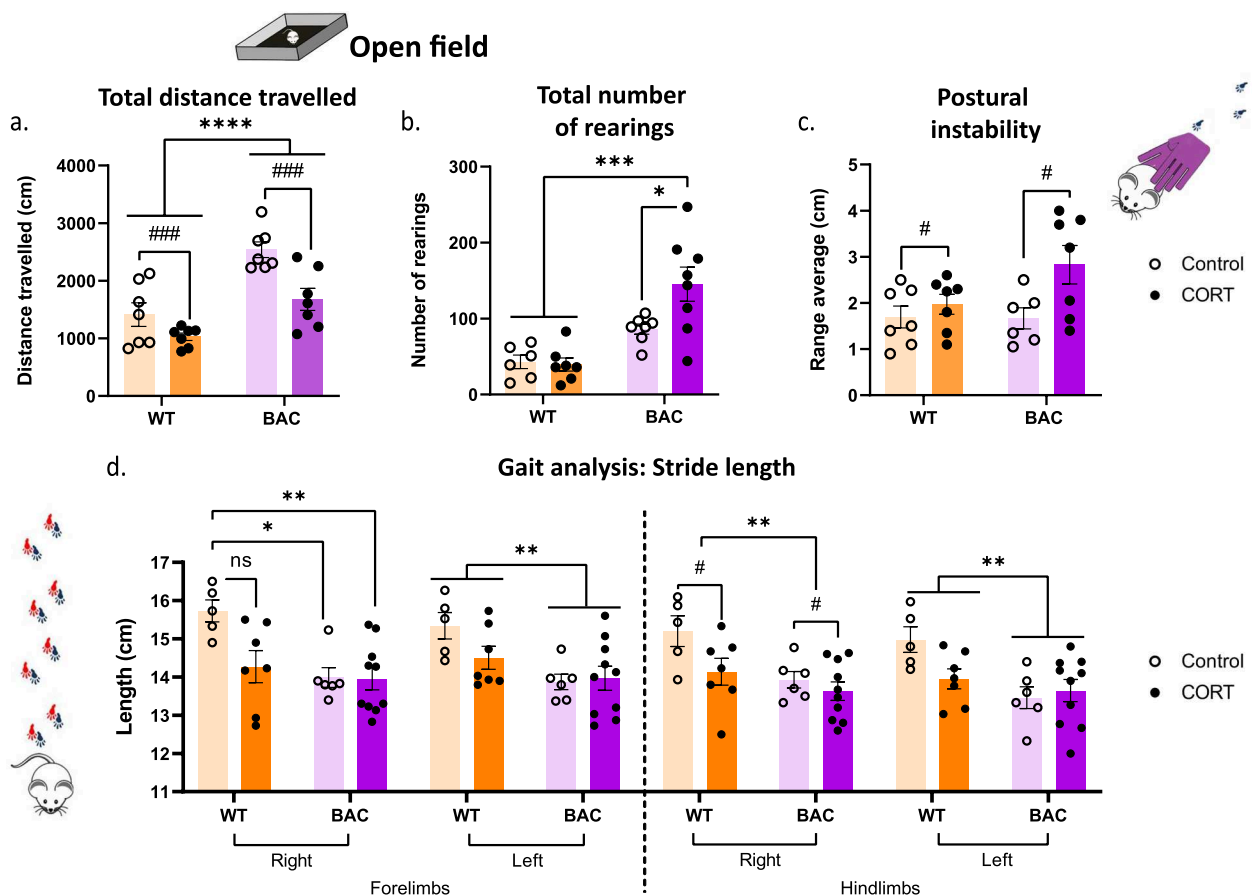 Open field
a.
Total distance travelled
****
###
###
Distance travelled (cm)
4000
3000
2000
1000
0
WT
BAC
b.
Total number
of rearings
***
*
Number of rearings
300
200
100
0
WT
BAC
c.
Postural
instability
#
#
Range average (cm)
5
4
3
2
1
0
WT
BAC
Control
CORT
d.
Gait analysis: Stride length
**
*
ns
**
**
#
#
**
Length (cm)
17
16
15
14
13
12
11
WT
BAC
WT
BAC
WT
BAC
WT
BAC
Right
Left
Right
Left
Forelimbs
Hindlimbs
Control
CORT